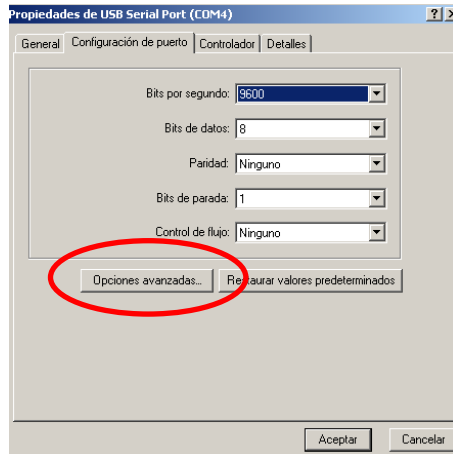 Propiedades de USB Serial Port (COM4)
General Configuración de puerto Controlador Detalles
Bits por segundo: 9600
Bits de datos: 8
Paridad: Ninguno
Bits de parada: 1
Control de flujo: Ninguno
Opciones avanzadas... Restaurar valores predeterminados
Aceptar Cancelar